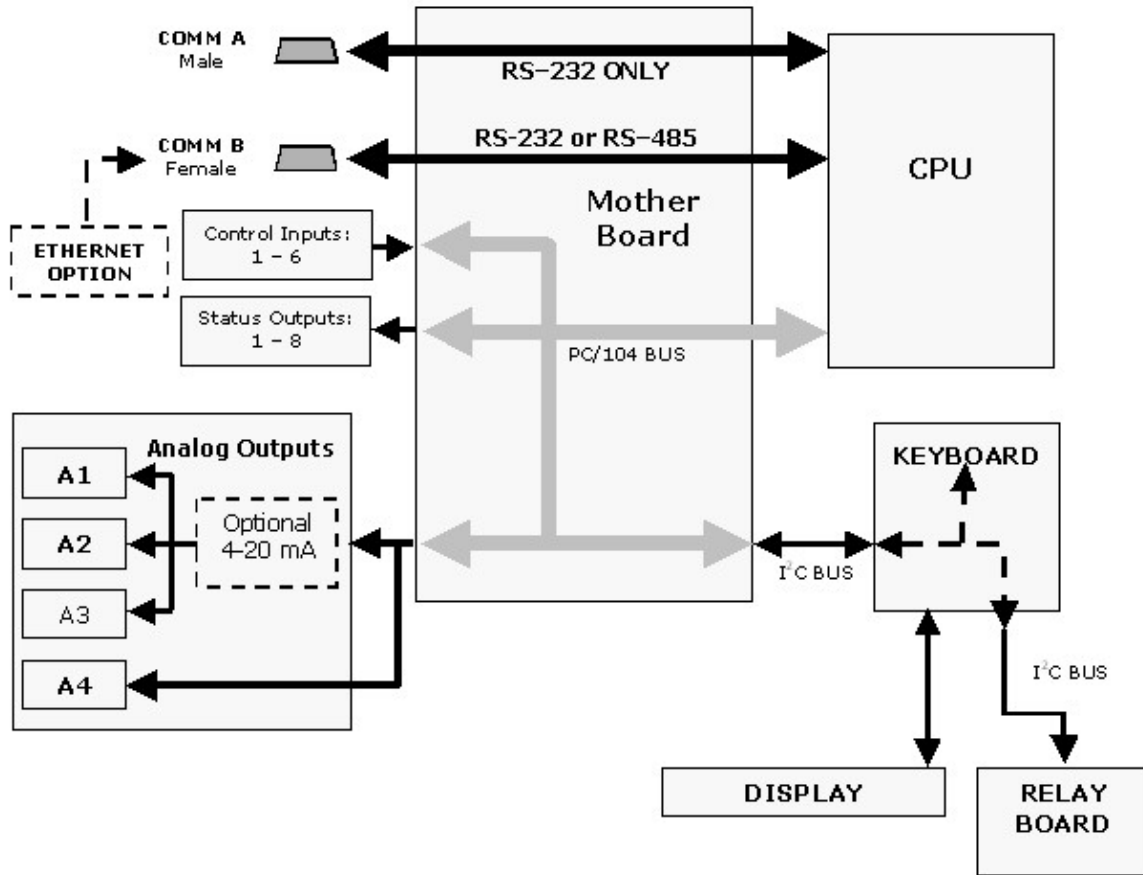 COMM A
Male
RS-232 ONLY
COMM B
Female
RS-232 or RS-485
CPU
Mother
Board
ETHERNET
OPTION
Control Inputs:
1 - 6
Status Outputs:
1 - 8
PC/104 BUS
Analog Outputs
A1
A2
A3
A4
Optional
4-20 mA
I²C BUS
KEYBOARD
I²C BUS
DISPLAY
RELAY
BOARD